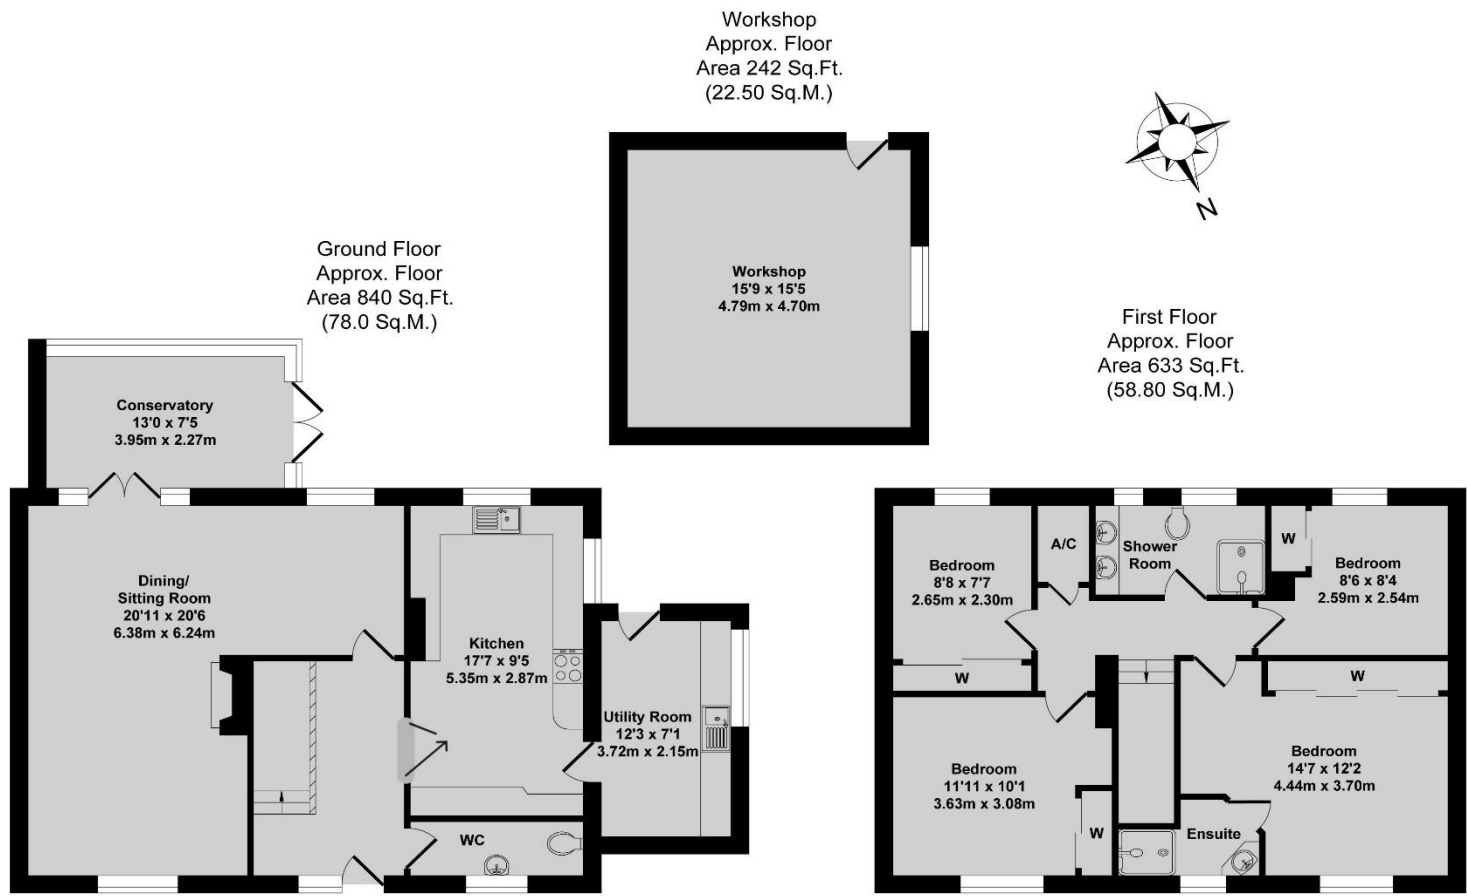 Workshop
Approx. Floor
Area 242 Sq.Ft.
(22.50 Sq.M.)
Workshop
15'9 x 15'5
4.79m x 4.70m
N
Ground Floor
Approx. Floor
Area 840 Sq.Ft.
(78.0 Sq.M.)
Conservatory
13'0 x 7'5
3.95m x 2.27m
Dining/
Sitting Room
20'11 x 20'6
6.38m x 6.24m
Kitchen
17'7 x 9'5
5.35m x 2.87m
Utility Room
12'3 x 7'1
3.72m x 2.15m
WC
First Floor
Approx. Floor
Area 633 Sq.Ft.
(58.80 Sq.M.)
Bedroom
8'8 x 7'7
2.65m x 2.30m
W
A/C
Shower
Room
W
Bedroom
8'6 x 8'4
2.59m x 2.54m
W
Bedroom
11'11 x 10'1
3.63m x 3.08m
W
Bedroom
14'7 x 12'2
4.44m x 3.70m
Ensuite